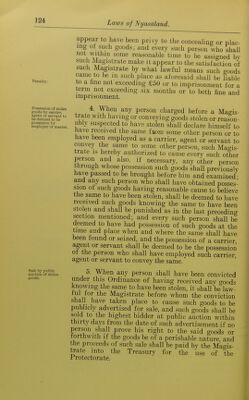 124
Laws of Nyasaland.
appear to have been privy to the concealing or plac-
ing of such goods; and every such person who shall
not within some reasonable time to be assigned by
such Magistrate make it appear to the satisfaction of
such Magistrate by what lawful means such goods
came to be in such place as aforesaid shall be liable
Penalty.
to a fine not exceeding £50 or to imprisonment for a
term not exceeding six months or to both fine and
imprisonment.
Possession of stolen
goods by carrier,
agent or servant to
be deemed to be
possession by
employer or master.
4. When any person charged before a Magis-
trate with having or conveying goods stolen or reason-
ably suspected to have stolen shall declare himself to
have received the same from some other person or to
have been employed as a carrier, agent or servant to
convey the same to some other person, such Magis-
trate is hereby authorized to cause every such other
person and also, if necessary, any other person
through whose possession such goods shall previously
have passed to be brought before him and examined;
and any such person who shall have obtained posses-
sion of such goods having reasonable cause to believe
the same to have been stolen, shall be deemed to have
received such goods knowing the same to have been
stolen and shall be punished as in the last preceding
section mentioned; and every such person shall be
deemed to have had possession of such goods at the
time and place when and where the same shall have
been found or seized, and the possession of a carrier,
agent or servant shall be deemed to be the possession
of the person who shall have employed such carrier,
agent or servant to convey the same.
Sale by public
auction of stolen
goods.
5. When any person shall have been convicted
under this Ordinance of having received any goods
knowing the same to have been stolen, it shall be law-
ful for the Magistrate before whom the conviction
shall have taken place to cause such goods to be
publicly advertised for sale, and such goods shall be
sold to the highest bidder at public auction within
thirty days from the date of such advertisement if no
person shall prove his right to the said goods or
forthwith if the goods be of a perishable nature, and
the proceeds of such sale shall be paid by the Magis-
trate into the Treasury for the use of the
Protectorate.